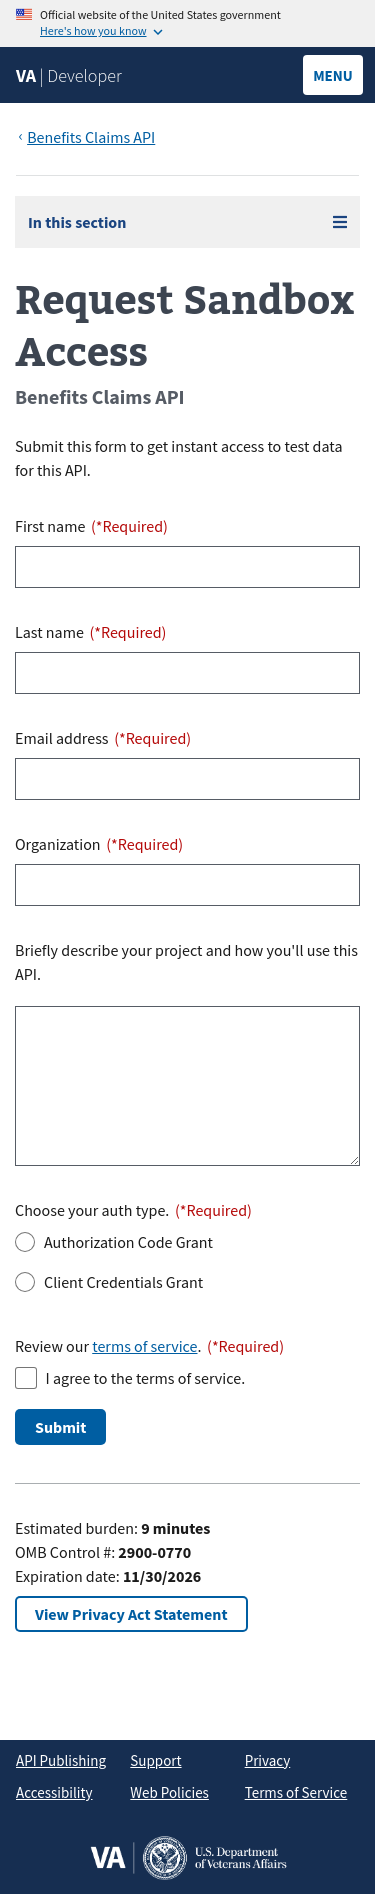 Official website of the United States government
Here's how you know
VA | Developer
MENU
‹ Benefits Claims API
In this section
Request Sandbox
Access
Benefits Claims API
Submit this form to get instant access to test data
for this API.
First name (*Required)
Last name (*Required)
Email address (*Required)
Organization (*Required)
Briefly describe your project and how you'll use this
API.
Choose your auth type. (*Required)
Authorization Code Grant
Client Credentials Grant
Review our terms of service. (*Required)
I agree to the terms of service.
Submit
Estimated burden: 9 minutes
OMB Control #: 2900-0770
Expiration date: 11/30/2026
View Privacy Act Statement
API Publishing Support Privacy
Accessibility Web Policies Terms of Service
VA U.S. Department
of Veterans Affairs